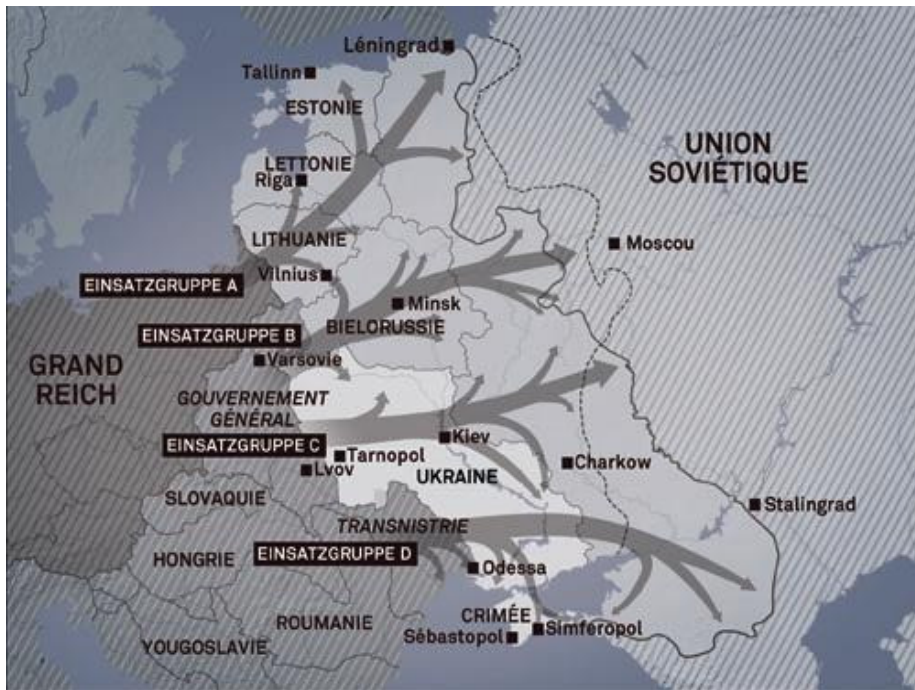 Léningrad
Tallinn
ESTONIE
UNION
SOVIÉTIQUE
LETTONIE
Riga
LITHUANIE
Moscou
Vilnius
EINSATZGRUPPE A
Minsk
BIELORUSSIE
EINSATZGRUPPE B
Varsovie
GRAND
REICH
GOUVERNEMENT
GÉNÉRAL
EINSATZGRUPPE C
Kiev
Tarnopol
Lvov
UKRAINE
Charkow
SLOVAQUIE
Stalingrad
TRANSNISTRIE
HONGRIE
EINSATZGRUPPE D
Odessa
CRIMÉE
ROUMANIE
Sébastopol
Simferopol
YOUGOSLAVIE